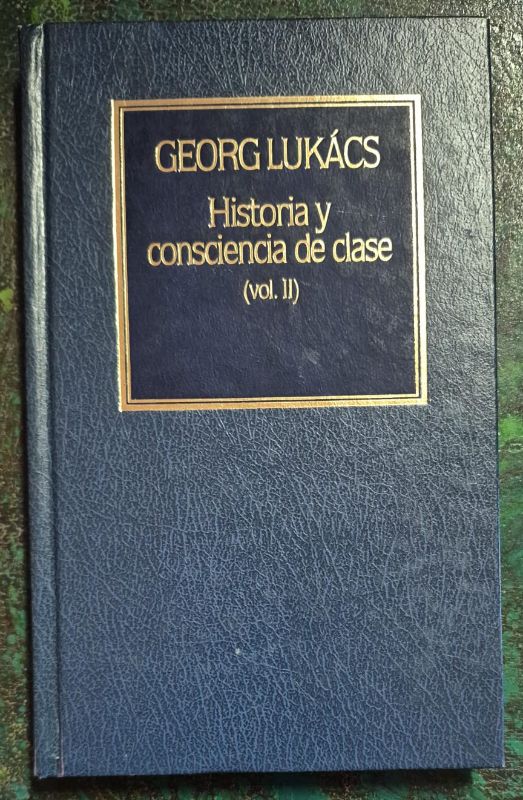 GEORG LUKÁCS
Historia y
consciencia de clase
(vol. II)